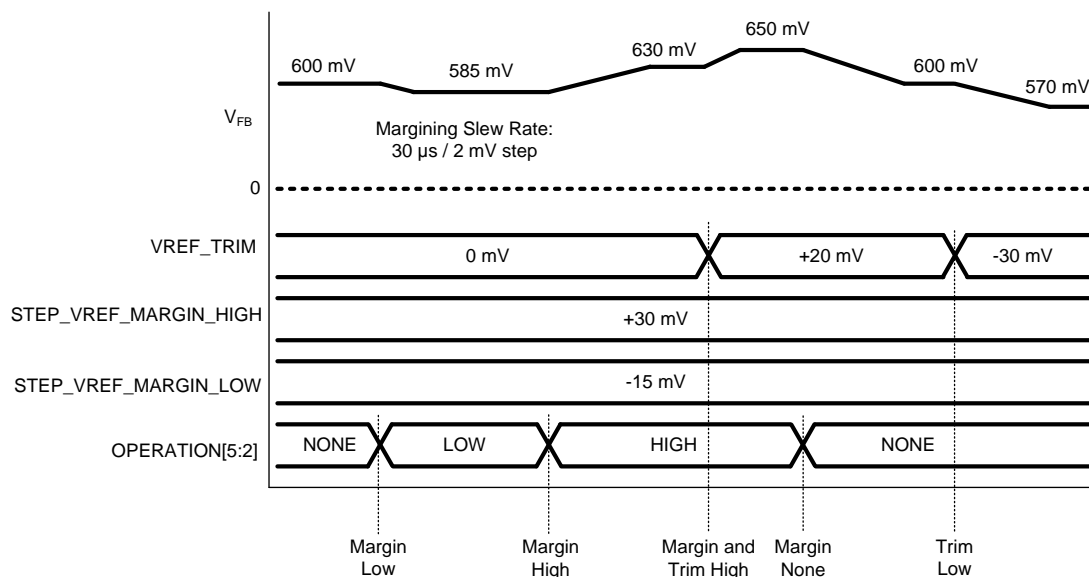 650 mV
630 mV
600 mV
600 mV
585 mV
570 mV
VFB
Margining Slew Rate:
30 µs / 2 mV step
0
VREF_TRIM
0 mV
+20 mV
-30 mV
STEP_VREF_MARGIN_HIGH
+30 mV
STEP_VREF_MARGIN_LOW
-15 mV
OPERATION[5:2]
NONE
LOW
HIGH
NONE
Margin
Low
Margin
High
Margin and
Trim High
Margin
None
Trim
Low